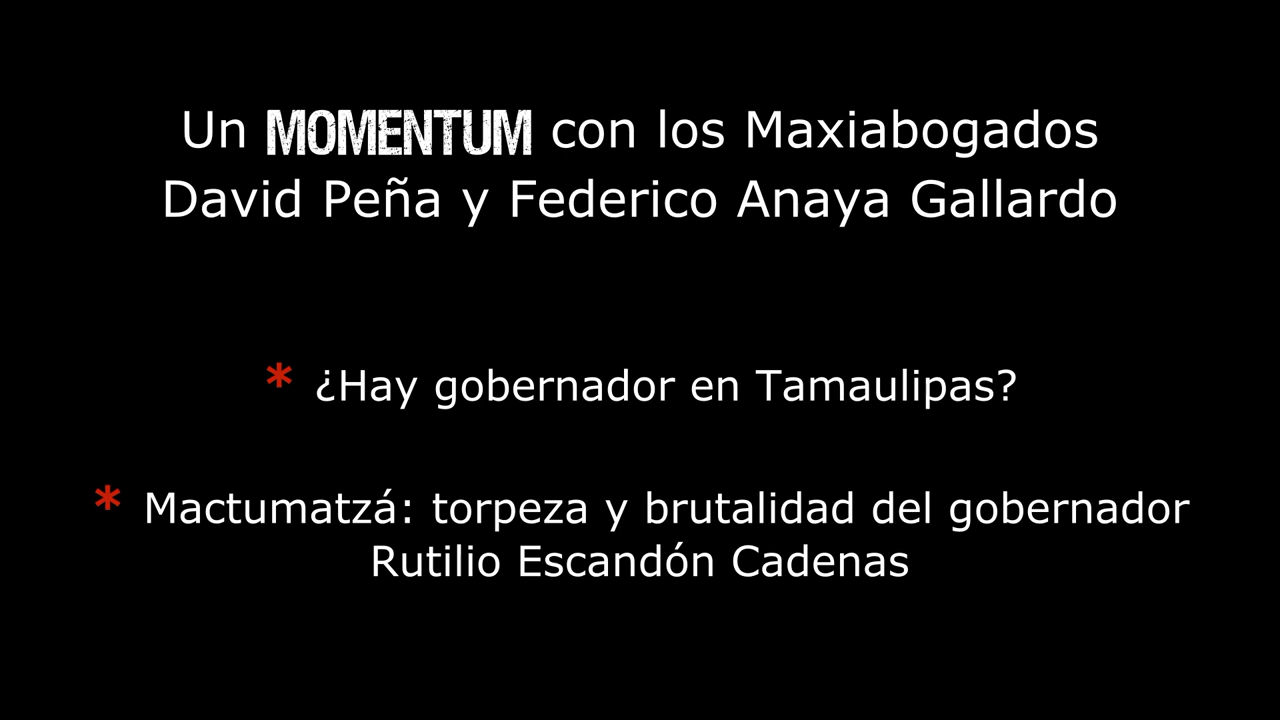 Un MOMENTUM con los Maxiabogados
David Peña y Federico Anaya Gallardo
* ¿Hay gobernador en Tamaulipas?
* Mactumatzá: torpeza y brutalidad del gobernador
Rutilio Escandón Cadenas